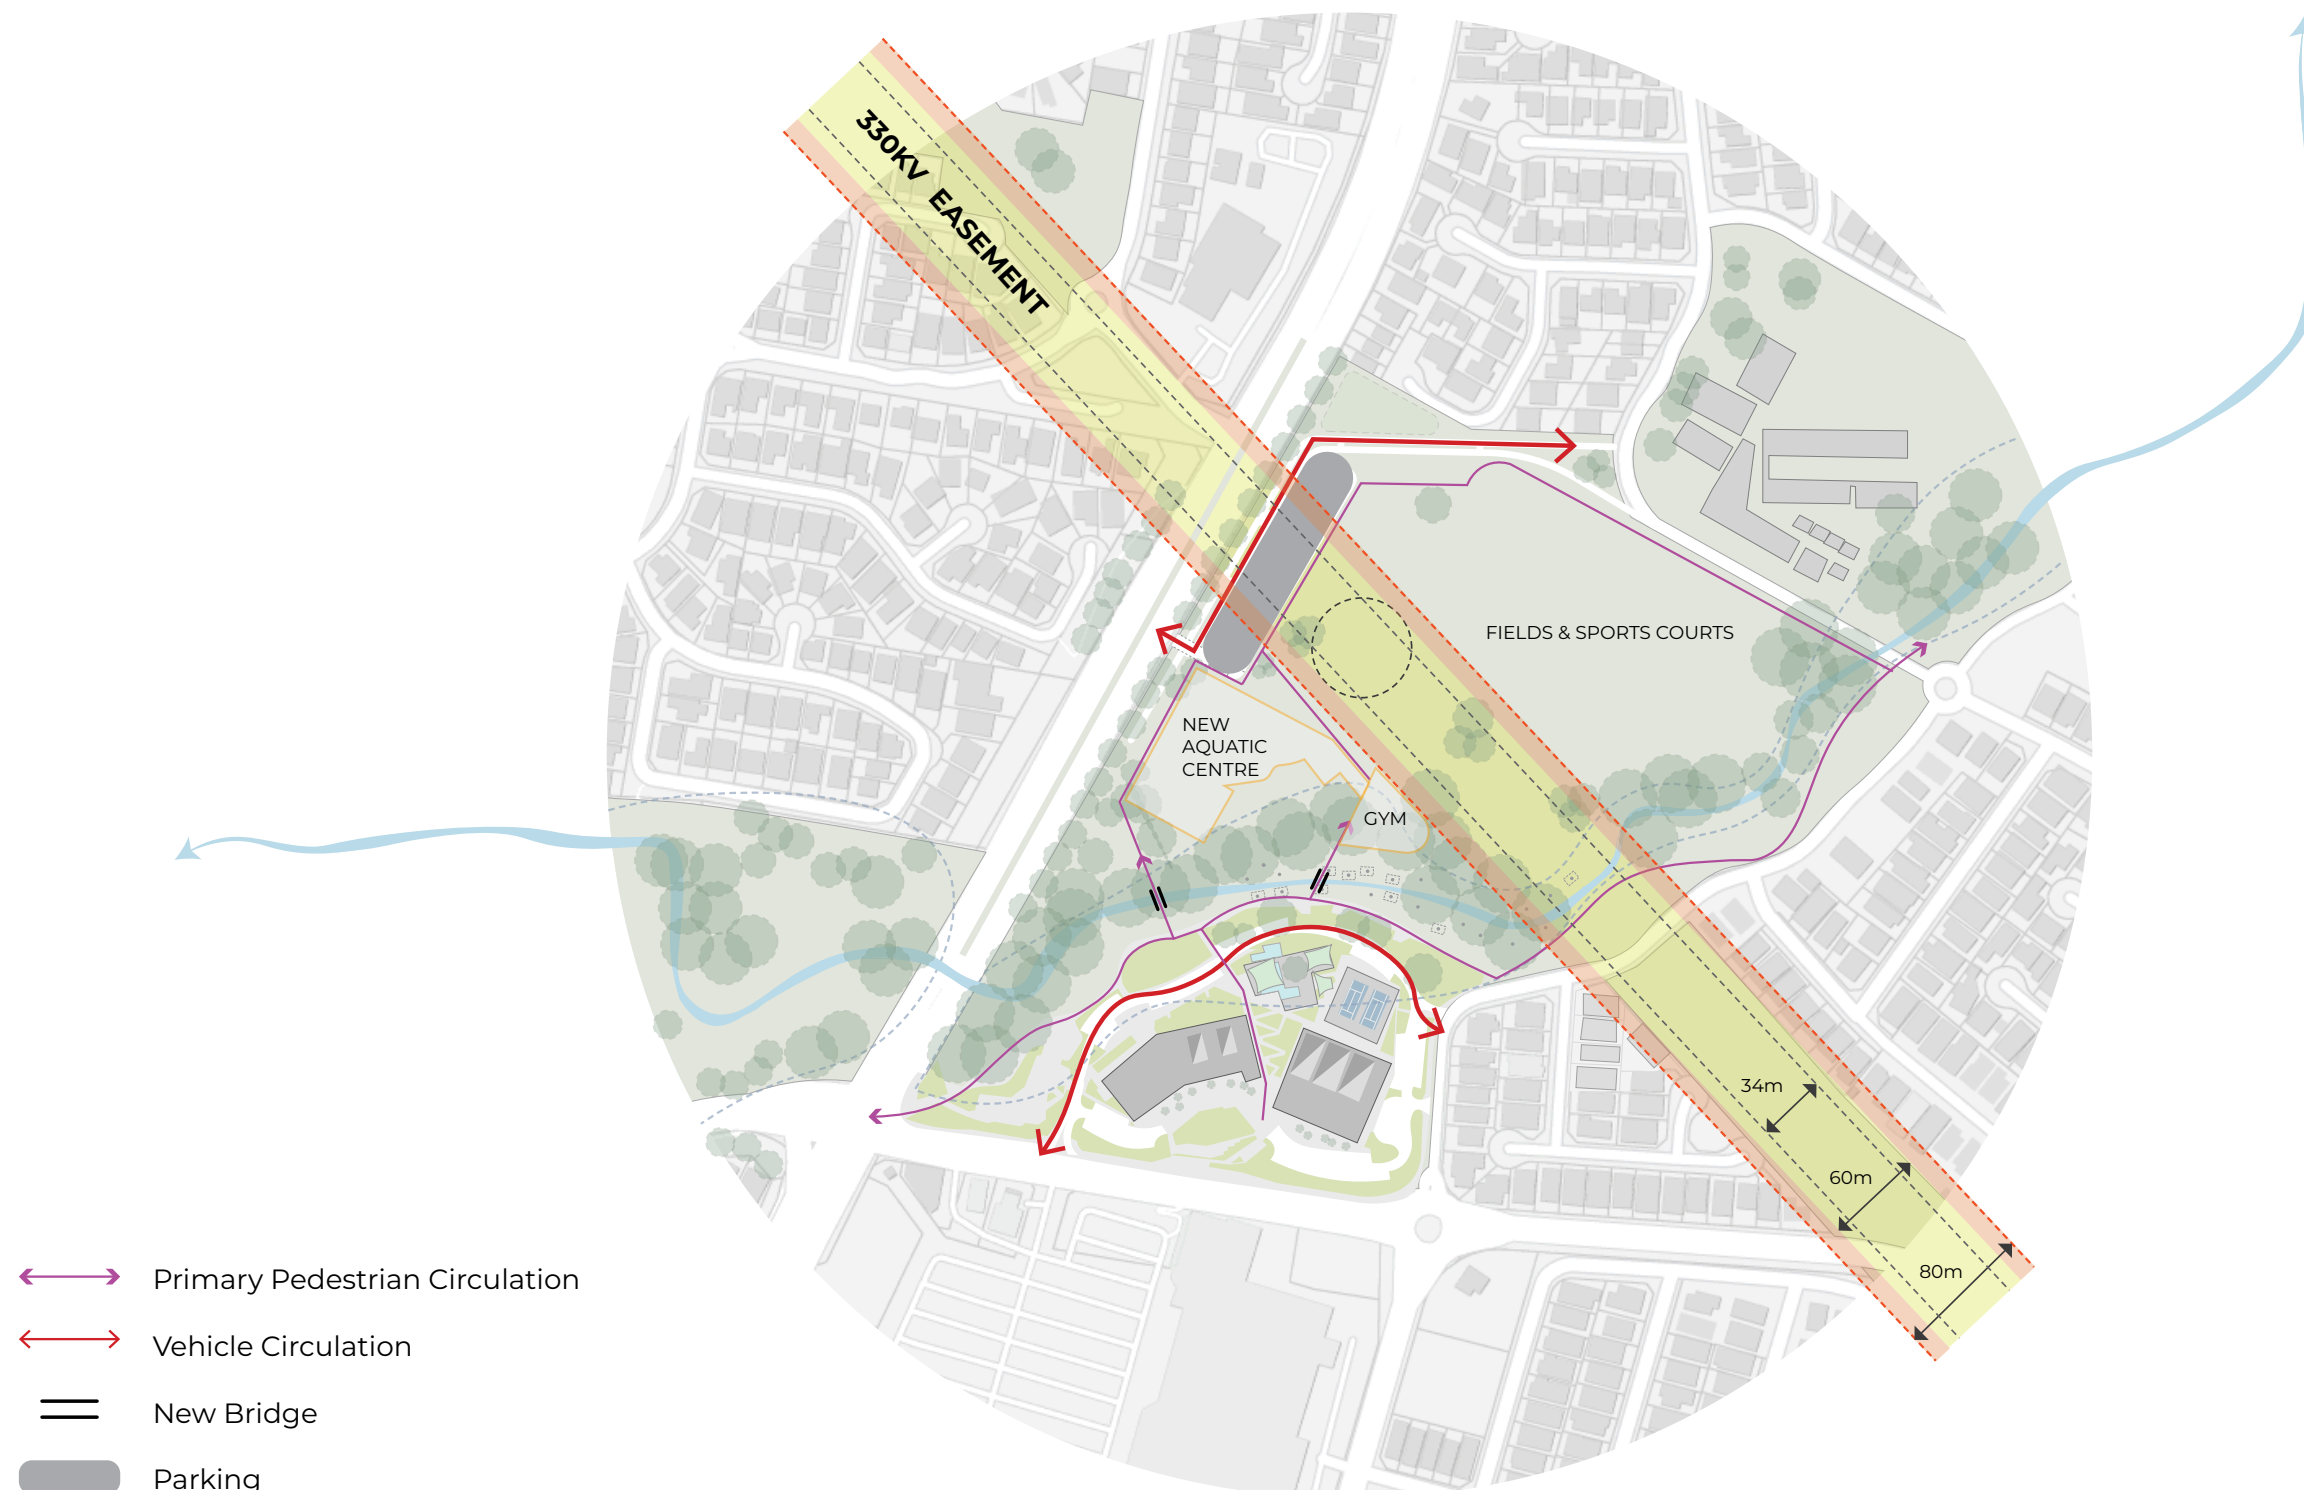 330KV EASEMENT
FIELDS & SPORTS COURTS
NEW
AQUATIC
CENTRE
GYM
34m
60m
80m
Primary Pedestrian Circulation
Vehicle Circulation
New Bridge
Parking